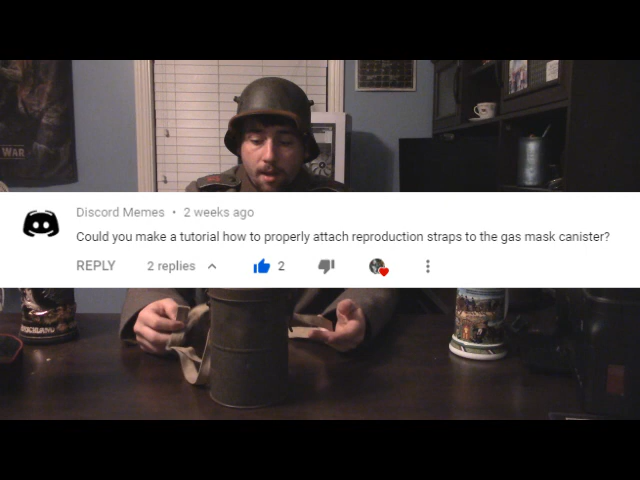 WAR
Discord Memes • 2 weeks ago
Could you make a tutorial how to properly attach reproduction straps to the gas mask canister?
REPLY 2 replies 2